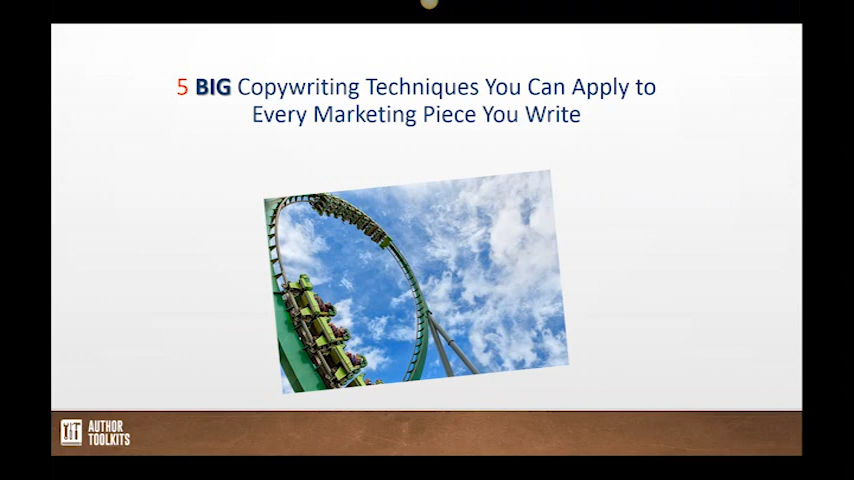 5 BIG Copywriting Techniques You Can Apply to
Every Marketing Piece You Write
AUTHOR
TOOLKITS